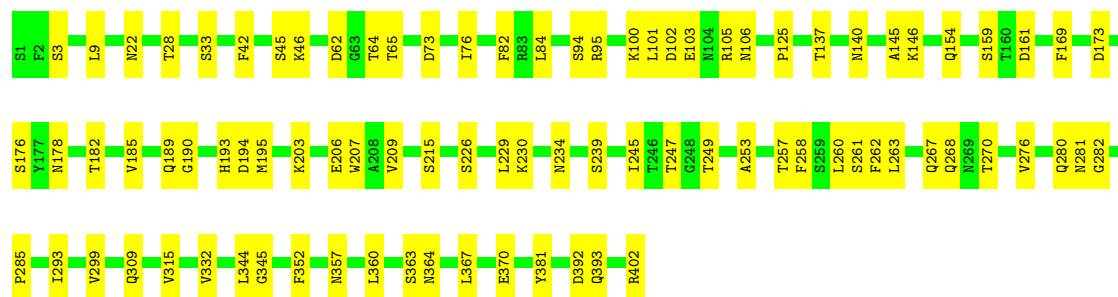 S1 F2 S3 L9 N22 T28 S33 F42 S45 K46 D62 G63 T64 T65 D73 I76 F82 R83 L84 S94 R95 K100 L101 D102 E103 N104 R105 N106 P125 T137 N140 A145 K146 Q154 S159 T160 D161 F169 D173
S176 Y177 N178 T182 V185 Q189 G190 H193 D194 M195 K203 E206 W207 A208 V209 S215 S226 L229 K230 N234 S239 I245 T246 T247 G248 T249 A253 T257 F258 S259 L260 S261 F262 L263 Q267 Q268 N269 T270 V276 Q280 N281 G282
P285 I293 V299 Q309 V315 V332 L344 G345 F352 N357 L360 S363 N364 L367 E370 Y381 D392 Q393 R402